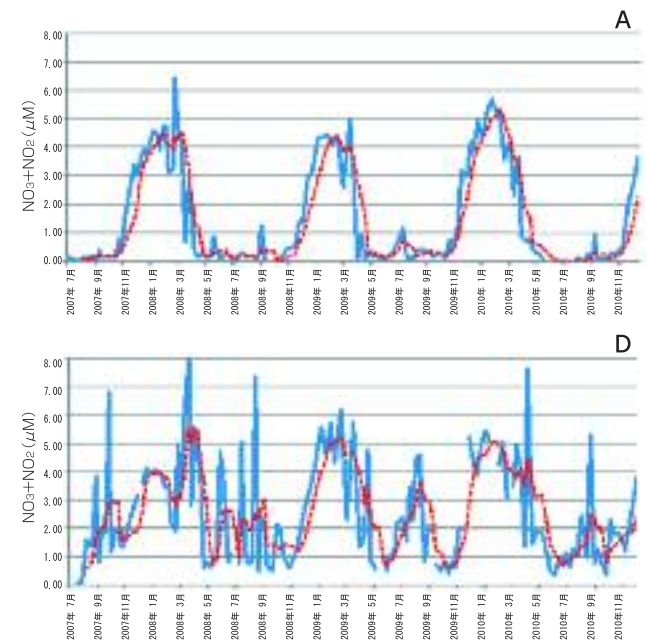 A
NO3+NO2 (μM)
8.00
7.00
6.00
5.00
4.00
3.00
2.00
1.00
0.00
2007年 7月
2007年 9月
2007年11月
2008年 1月
2008年 3月
2008年 5月
2008年 7月
2008年 9月
2008年11月
2009年 1月
2009年 3月
2009年 5月
2009年 7月
2009年 9月
2009年11月
2010年 1月
2010年 3月
2010年 5月
2010年 7月
2010年 9月
2010年11月
D
NO3+NO2 (μM)
8.00
7.00
6.00
5.00
4.00
3.00
2.00
1.00
0.00
2007年 7月
2007年 9月
2007年11月
2008年 1月
2008年 3月
2008年 5月
2008年 7月
2008年 9月
2008年11月
2009年 1月
2009年 3月
2009年 5月
2009年 7月
2009年 9月
2009年11月
2010年 1月
2010年 3月
2010年 5月
2010年 7月
2010年 9月
2010年11月